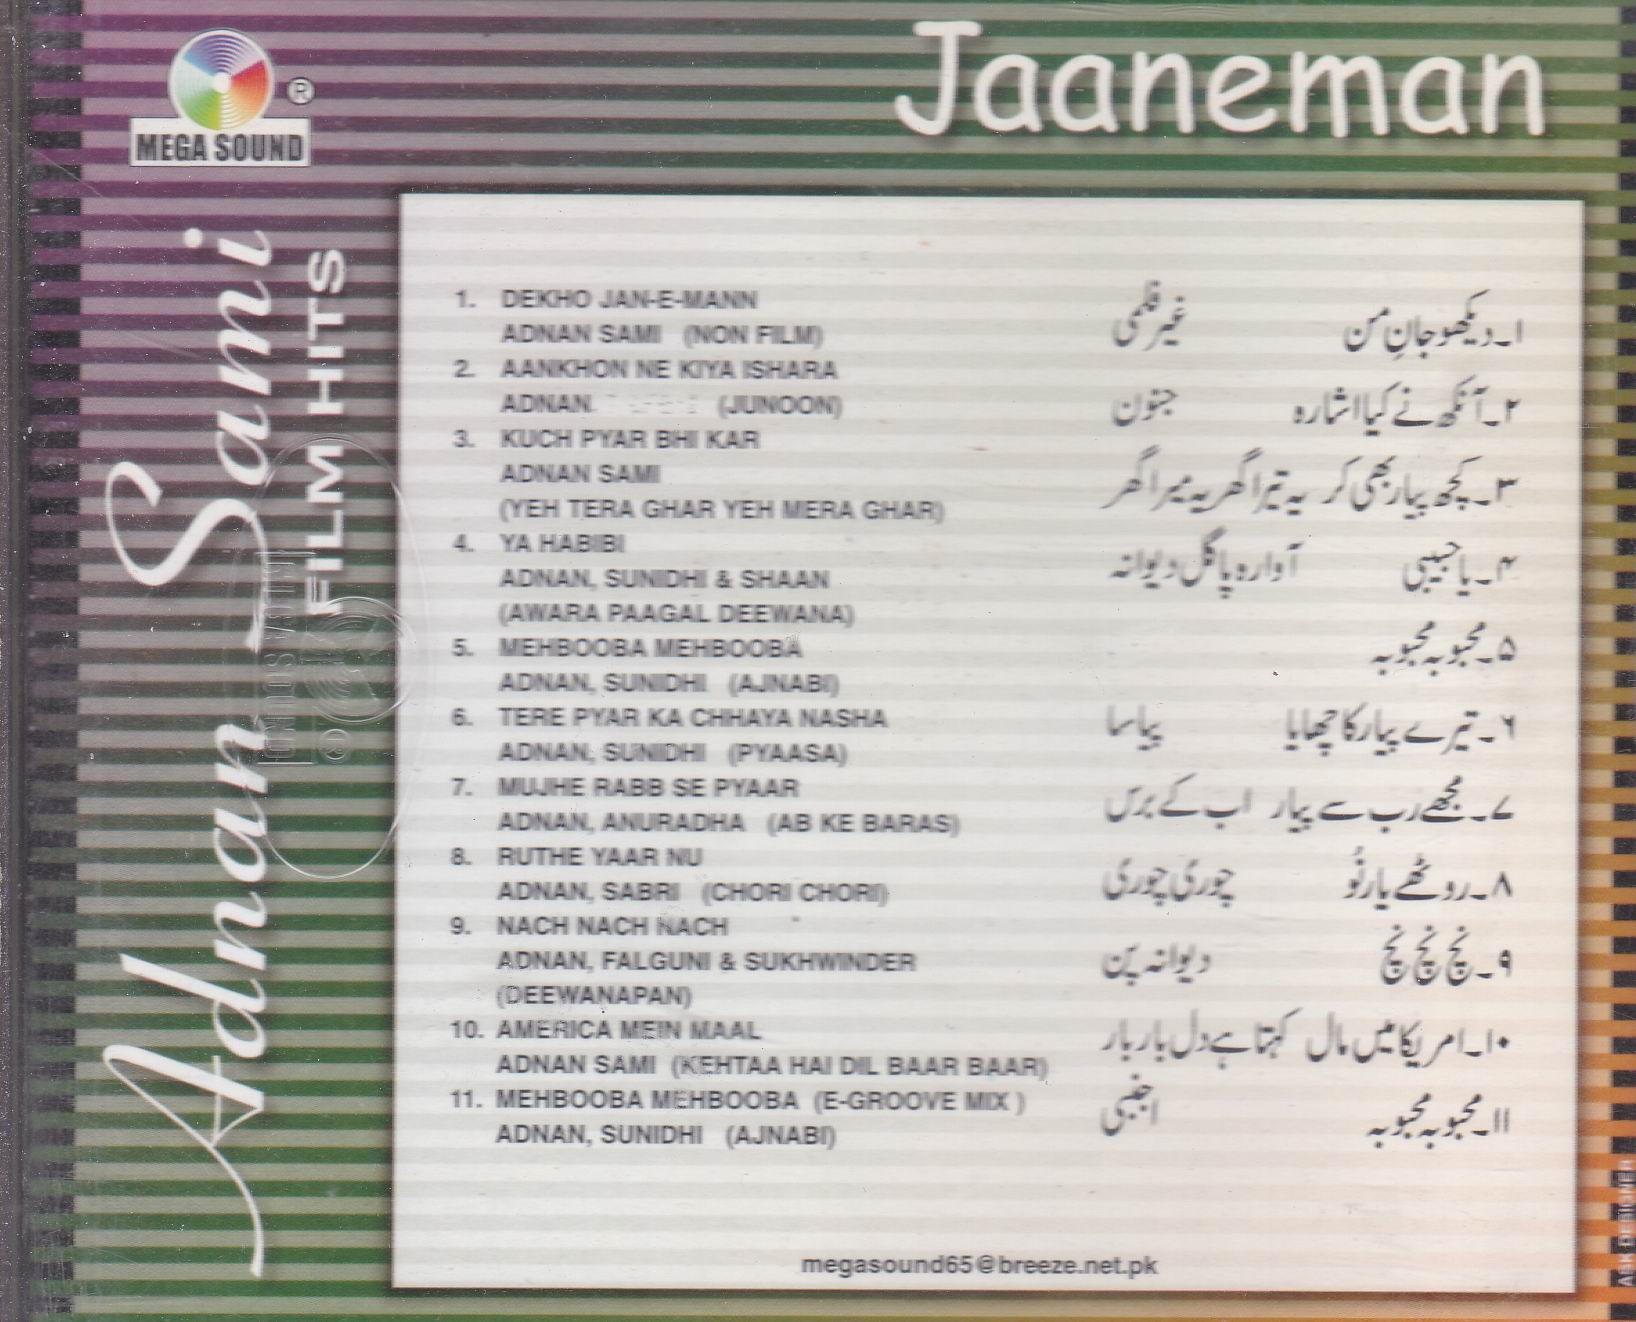 Jaaneman
®
MEGA SOUND
Adnan Sami
FILM HITS
1. DEKHO JAN-E-MANN
ADNAN SAMI (NON FILM)
2. AANKHON NE KIYA ISHARA
ADNAN (JUNOON)
3. KUCH PYAR BHI KAR
ADNAN SAMI
(YEH TERA GHAR YEH MERA GHAR)
4. YA HABIBI
ADNAN, SUNIDHI & SHAAN
(AWARA PAAGAL DEEWANA)
5. MEHBOOBA MEHBOOBA
ADNAN, SUNIDHI (AJNABI)
6. TERE PYAR KA CHHAYA NASHA
ADNAN, SUNIDHI (PYAASA)
7. MUJHE RABB SE PYAAR
ADNAN, ANURADHA (AB KE BARAS)
8. RUTHE YAAR NU
ADNAN, SABRI (CHORI CHORI)
9. NACH NACH NACH
ADNAN, FALGUNI & SUKHWINDER
(DEEWANAPAN)
10. AMERICA MEIN MAAL
ADNAN SAMI (KEHTAA HAI DIL BAAR BAAR)
11. MEHBOOBA MEHBOOBA (E-GROOVE MIX )
ADNAN, SUNIDHI (AJNABI)
۱۔دیکھو جانِ من غیر فلمی
۲۔آنکھ نے کیا اشارہ جنون
۳۔کچھ پیار بھی کر یہ تیرا گھر یہ میرا گھر
۴۔یا حبیبی آوارہ پاگل دیوانہ
۵۔محبوبہ محبوبہ
۶۔تیرے پیار کا چھایا پیاسا
۷۔مجھے رب سے پیار اب کے برس
۸۔روٹھے یار نُو چوری چوری
۹۔نچ نچ نچ دیوانہ پن
۱۰۔امریکا میں مال کہتا ہے دل بار بار
۱۱۔محبوبہ محبوبہ اجنبی
megasound65@breeze.net.pk
ASK DESIGNER